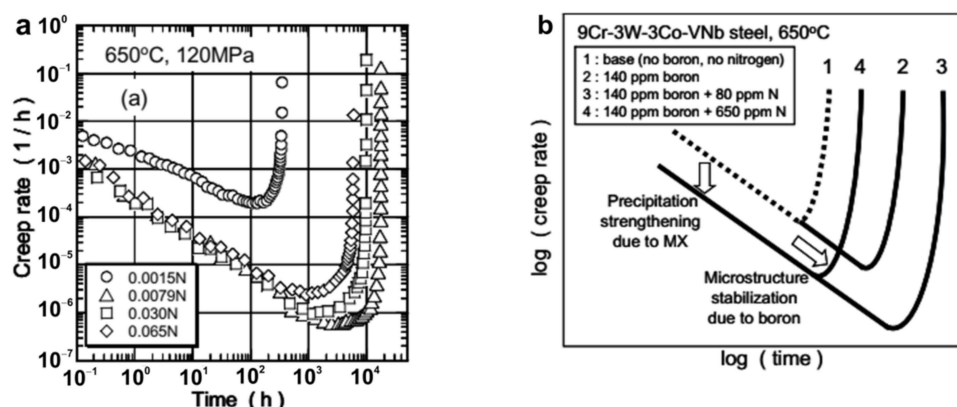 a
650°C, 120MPa
(a)
Creep rate ( 1/h )
10⁰
10⁻¹
10⁻²
10⁻³
10⁻⁴
10⁻⁵
10⁻⁶
10⁻⁷
0.0015N
0.0079N
0.030N
0.065N
10⁻¹ 10⁰ 10¹ 10² 10³ 10⁴
Time ( h )
b
9Cr-3W-3Co-VNb steel, 650°C
1 : base (no boron, no nitrogen)
2 : 140 ppm boron
3 : 140 ppm boron + 80 ppm N
4 : 140 ppm boron + 650 ppm N
1 4 2 3
log ( creep rate )
Precipitation
strengthening
due to MX
Microstructure
stabilization
due to boron
log ( time )